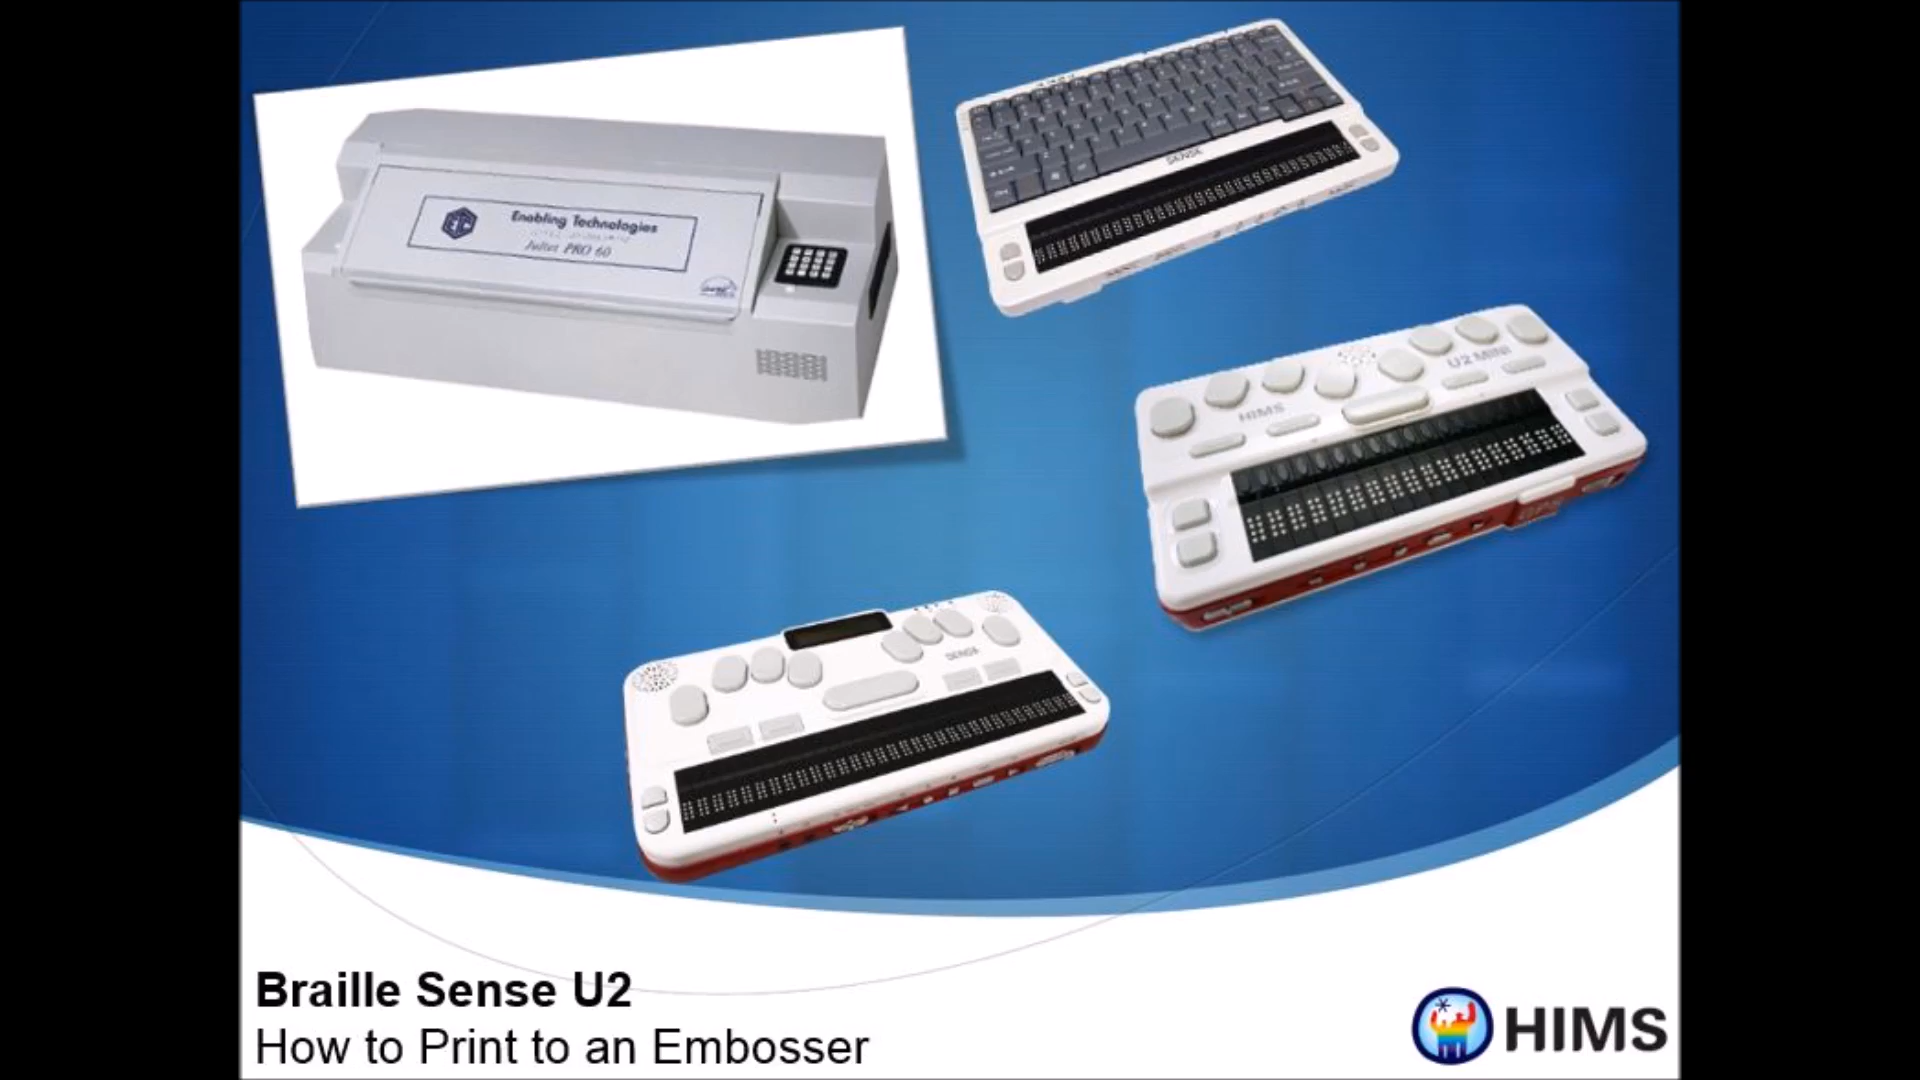 Enabling Technologies
Juliet PRO 60
ETC
SENSE
HIMS
U2 MINI
SENSE
Braille Sense U2
How to Print to an Embosser
HIMS